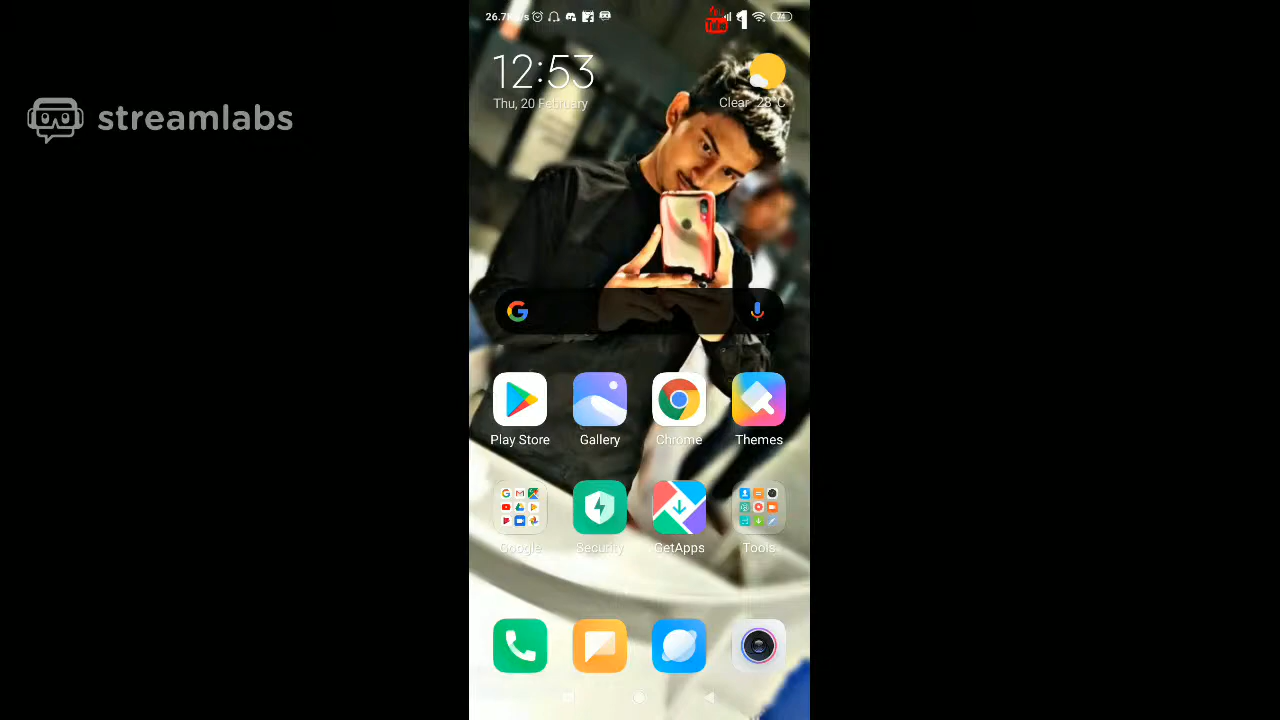 streamlabs
12:53
Thu, 20 February
Clear 28°C
Play Store
Gallery
Chrome
Themes
Google
Security
GetApps
Tools